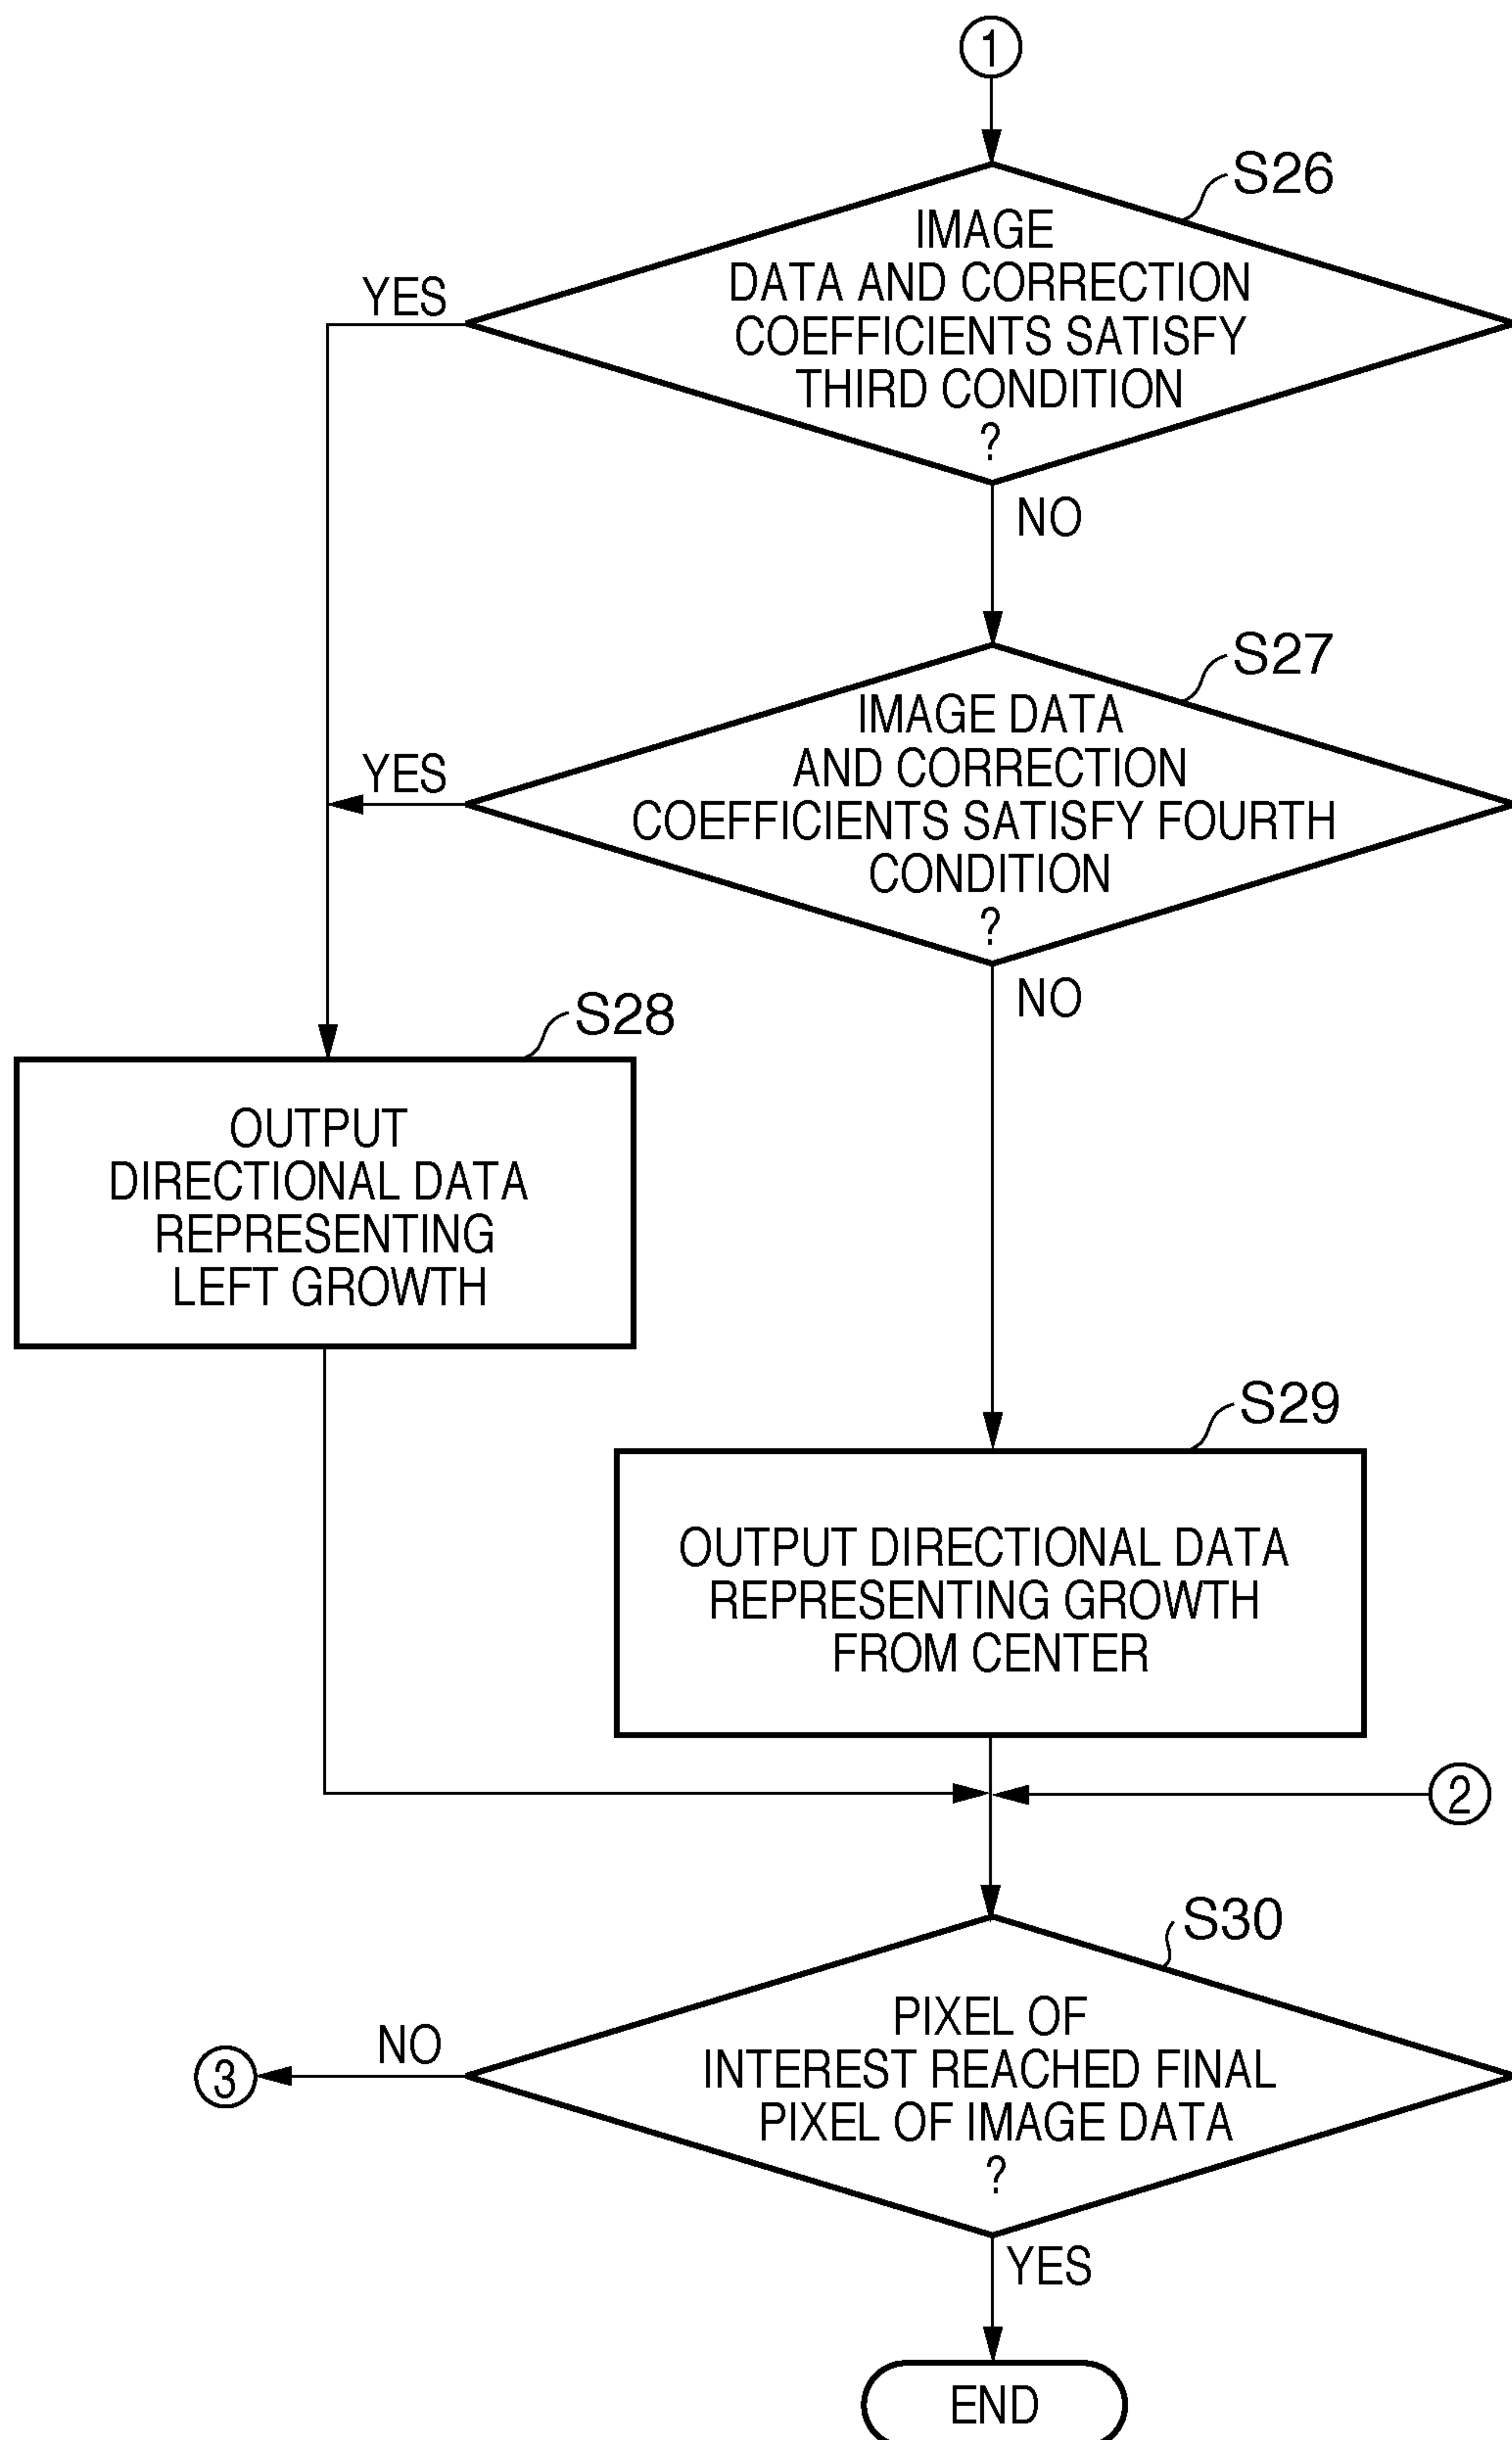 1
S26
IMAGE
DATA AND CORRECTION
COEFFICIENTS SATISFY
THIRD CONDITION
?
YES
NO
S27
IMAGE DATA
AND CORRECTION
COEFFICIENTS SATISFY FOURTH
CONDITION
?
YES
NO
S28
OUTPUT
DIRECTIONAL DATA
REPRESENTING
LEFT GROWTH
S29
OUTPUT DIRECTIONAL DATA
REPRESENTING GROWTH
FROM CENTER
2
S30
PIXEL OF
INTEREST REACHED FINAL
PIXEL OF IMAGE DATA
?
NO
3
YES
END